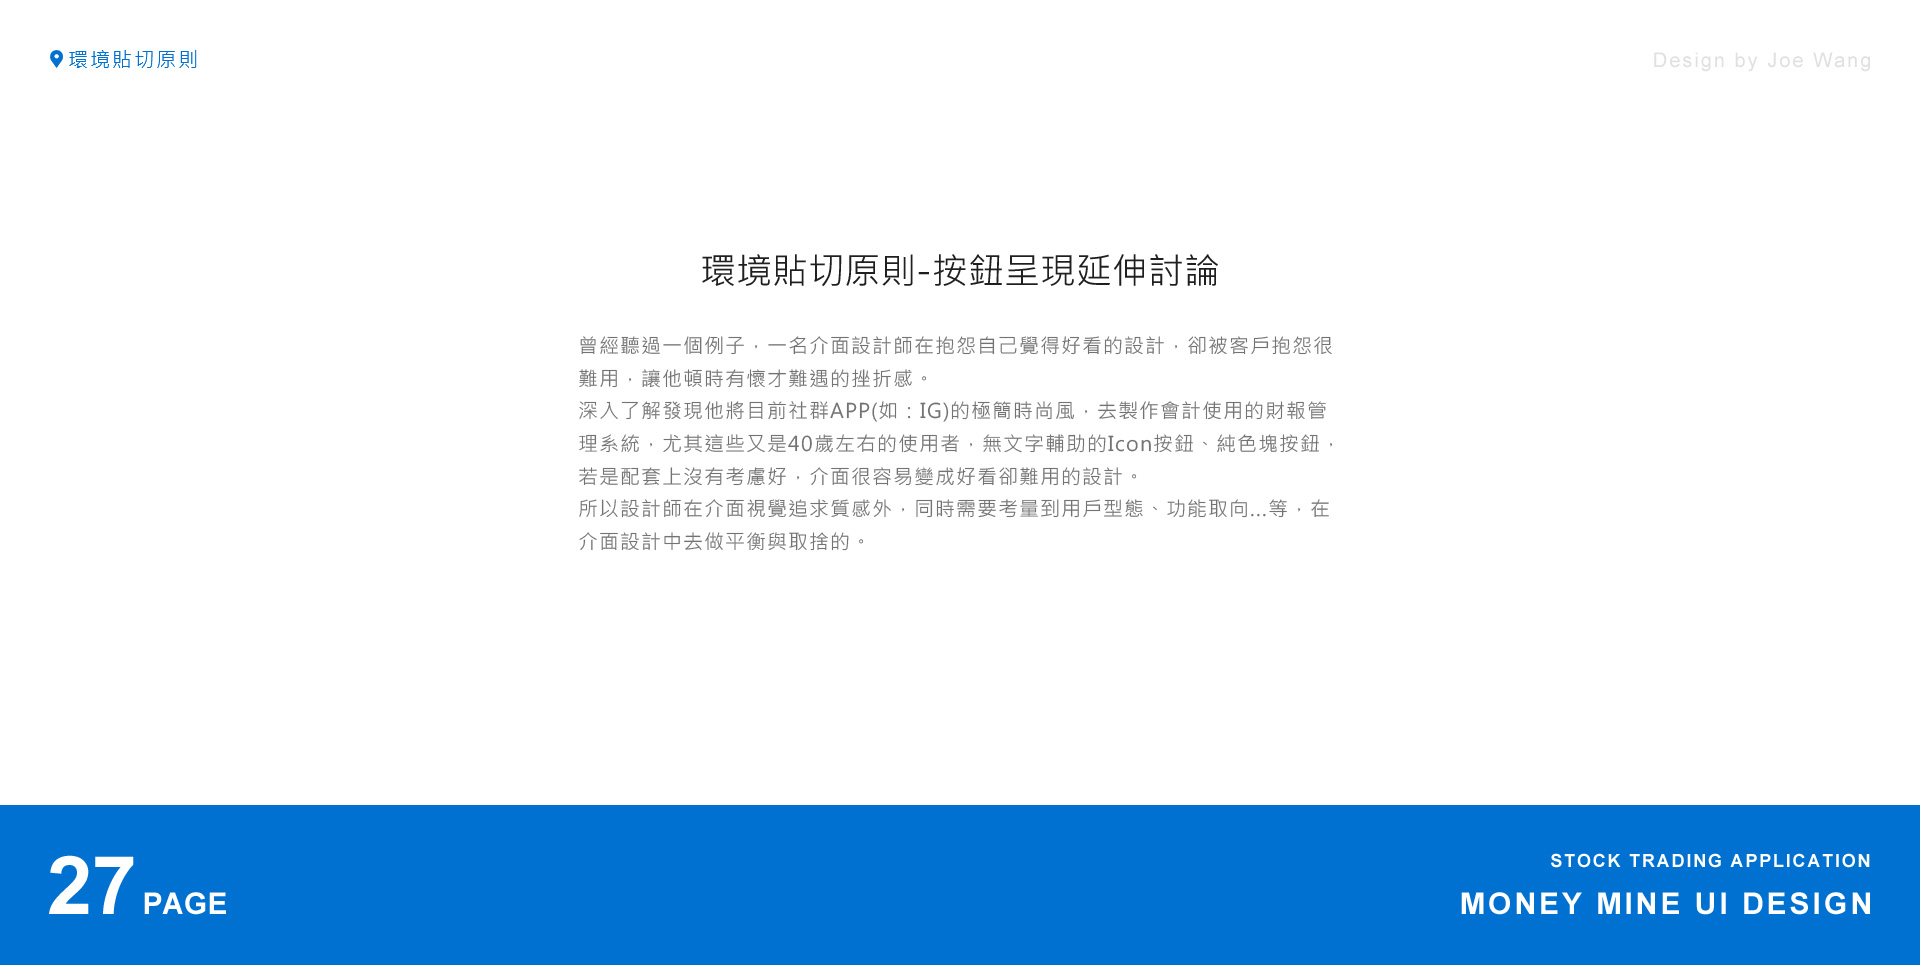 環境貼切原則
Design by Joe Wang
環境貼切原則-按鈕呈現延伸討論
曾經聽過一個例子，一名介面設計師在抱怨自己覺得好看的設計，卻被客戶抱怨很
難用，讓他頓時有懷才難遇的挫折感。
深入了解發現他將目前社群APP(如：IG)的極簡時尚風，去製作會計使用的財報管
理系統，尤其這些又是40歲左右的使用者，無文字輔助的Icon按鈕、純色塊按鈕，
若是配套上沒有考慮好，介面很容易變成好看卻難用的設計。
所以設計師在介面視覺追求質感外，同時需要考量到用戶型態、功能取向...等，在
介面設計中去做平衡與取捨的。
27 PAGE
STOCK TRADING APPLICATION
MONEY MINE UI DESIGN